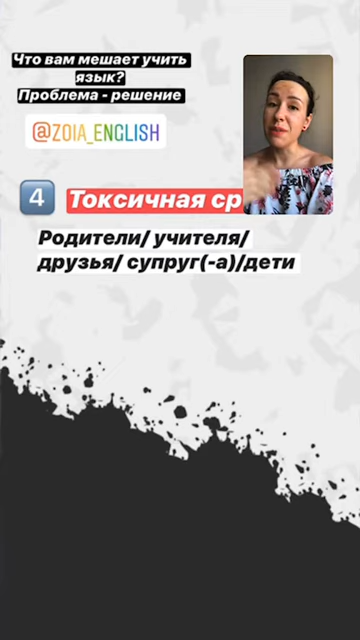 Что вам мешает учить
язык?
Проблема - решение
@ZOIA_ENGLISH
4 Токсичная ср
Родители/ учителя/
друзья/ супруг(-а)/дети